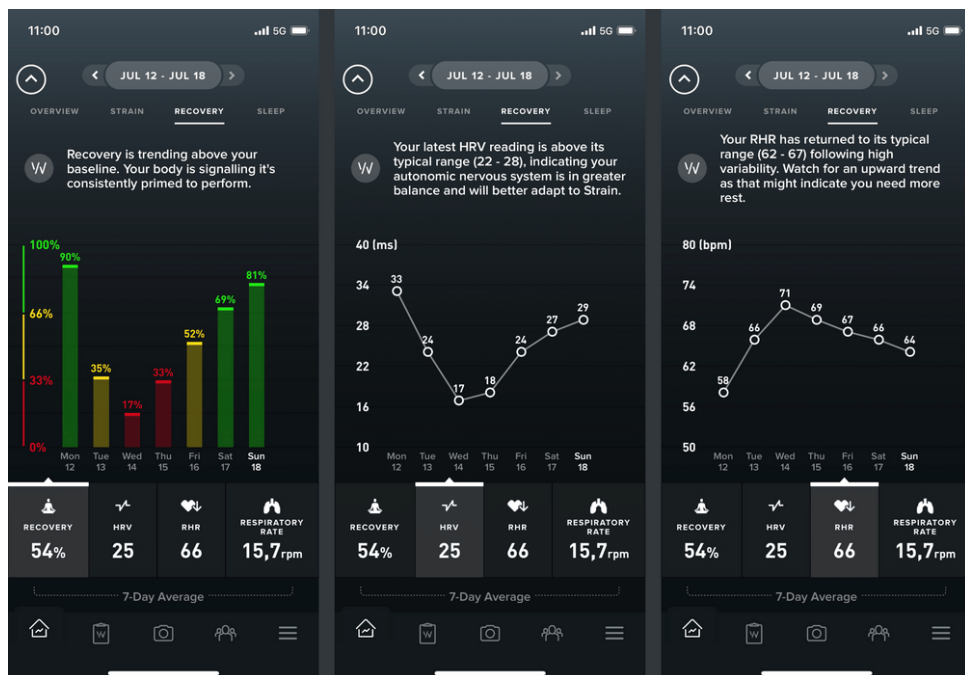 11:00
5G
JUL 12 - JUL 18
OVERVIEW STRAIN RECOVERY SLEEP
Recovery is trending above your
baseline. Your body is signalling it's
consistently primed to perform.
100%
90%
81%
69%
66%
52%
35%
33%
33%
17%
0%
Mon Tue Wed Thu Fri Sat Sun
12 13 14 15 16 17 18
RECOVERY HRV RHR RESPIRATORY
RATE
54% 25 66 15,7rpm
7-Day Average
11:00
5G
JUL 12 - JUL 18
OVERVIEW STRAIN RECOVERY SLEEP
Your latest HRV reading is above its
typical range (22 - 28), indicating your
autonomic nervous system is in greater
balance and will better adapt to Strain.
40 (ms)
34
33
28
29
27
24
24
22
18
17
16
10
Mon Tue Wed Thu Fri Sat Sun
12 13 14 15 16 17 18
RECOVERY HRV RHR RESPIRATORY
RATE
54% 25 66 15,7rpm
7-Day Average
11:00
5G
JUL 12 - JUL 18
OVERVIEW STRAIN RECOVERY SLEEP
Your RHR has returned to its typical
range (62 - 67) following high
variability. Watch for an upward trend
as that might indicate you need more
rest.
80 (bpm)
74
71
69
68
67
66
66
64
62
58
56
50
Mon Tue Wed Thu Fri Sat Sun
12 13 14 15 16 17 18
RECOVERY HRV RHR RESPIRATORY
RATE
54% 25 66 15,7rpm
7-Day Average